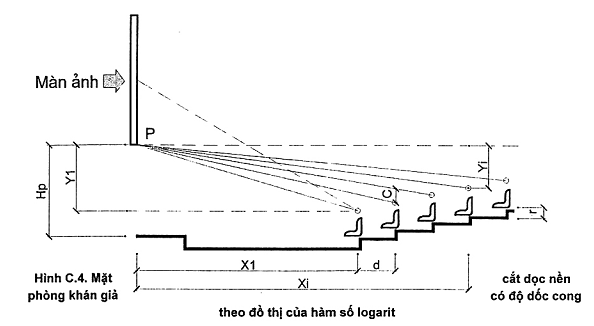 Màn ảnh
P
Y1
Hp
C
Yi
r
X1
d
Xi
Hình C.4. Mặt
phòng khán giả
theo đồ thị của hàm số logarit
cắt dọc nền
có độ dốc cong